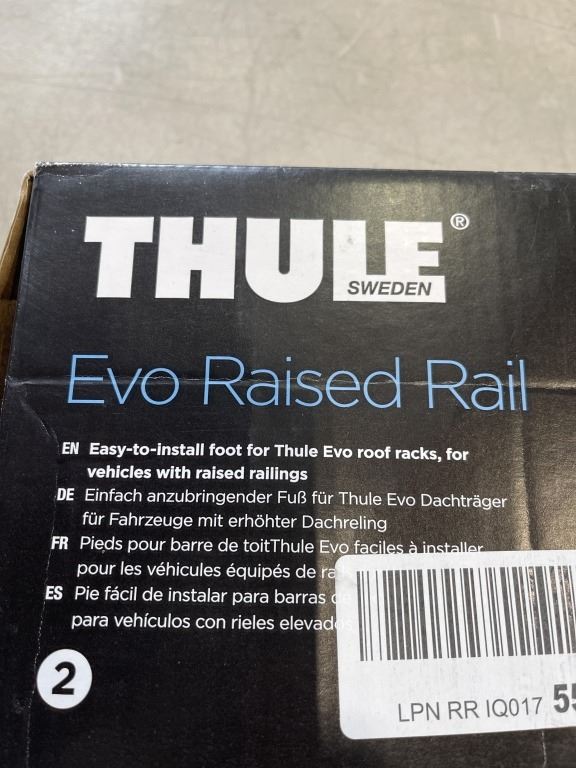 THULE®
SWEDEN
Evo Raised Rail
EN Easy-to-install foot for Thule Evo roof racks, for
vehicles with raised railings
DE Einfach anzubringender Fuß für Thule Evo Dachträger
für Fahrzeuge mit erhöhter Dachreling
FR Pieds pour barre de toitThule Evo faciles à installer
pour les véhicules équipés de
ES Pie fácil de instalar para barras
para vehículos con rieles elevados
2
LPN RR IQ017